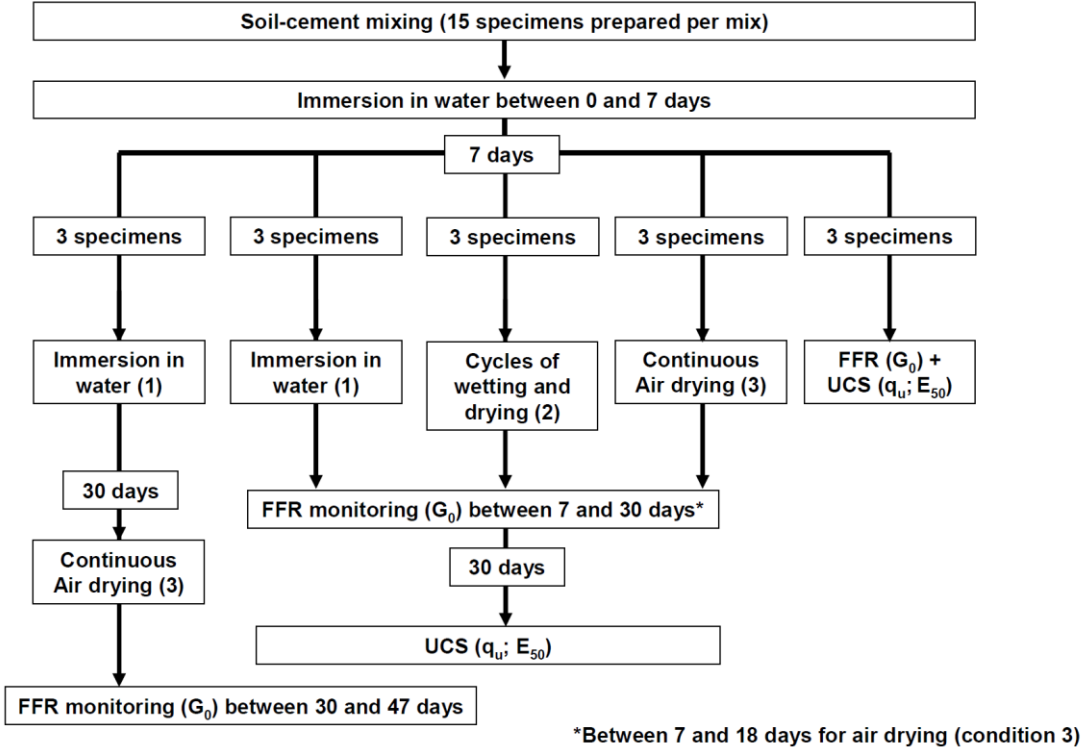 Soil-cement mixing (15 specimens prepared per mix)
Immersion in water between 0 and 7 days
7 days
3 specimens
3 specimens
3 specimens
3 specimens
3 specimens
Immersion in
water (1)
Immersion in
water (1)
Cycles of
wetting and
drying (2)
Continuous
Air drying (3)
FFR (G₀) +
UCS (qᵤ; E₅₀)
30 days
FFR monitoring (G₀) between 7 and 30 days*
Continuous
Air drying (3)
30 days
UCS (qᵤ; E₅₀)
FFR monitoring (G₀) between 30 and 47 days
*Between 7 and 18 days for air drying (condition 3)